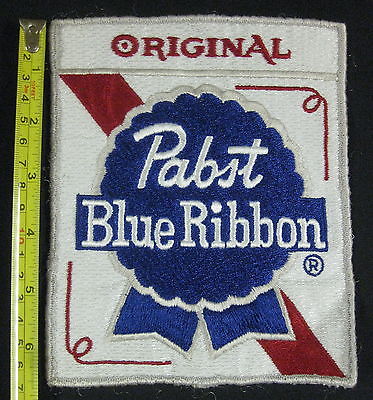 ORIGINAL
Pabst
Blue Ribbon
®